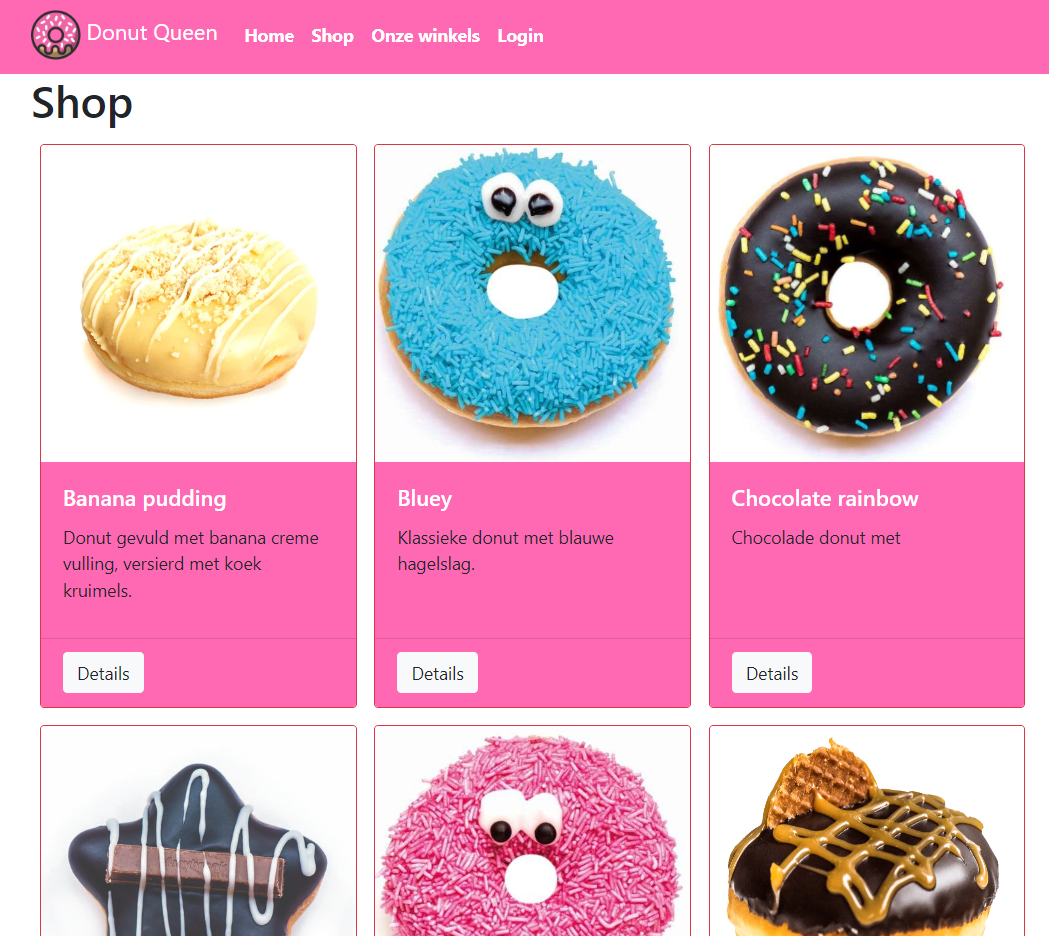 Donut Queen Home Shop Onze winkels Login
Shop
Banana pudding
Donut gevuld met banana creme
vulling, versierd met koek
kruimels.
Details
Bluey
Klassieke donut met blauwe
hagelslag.
Details
Chocolate rainbow
Chocolade donut met
Details